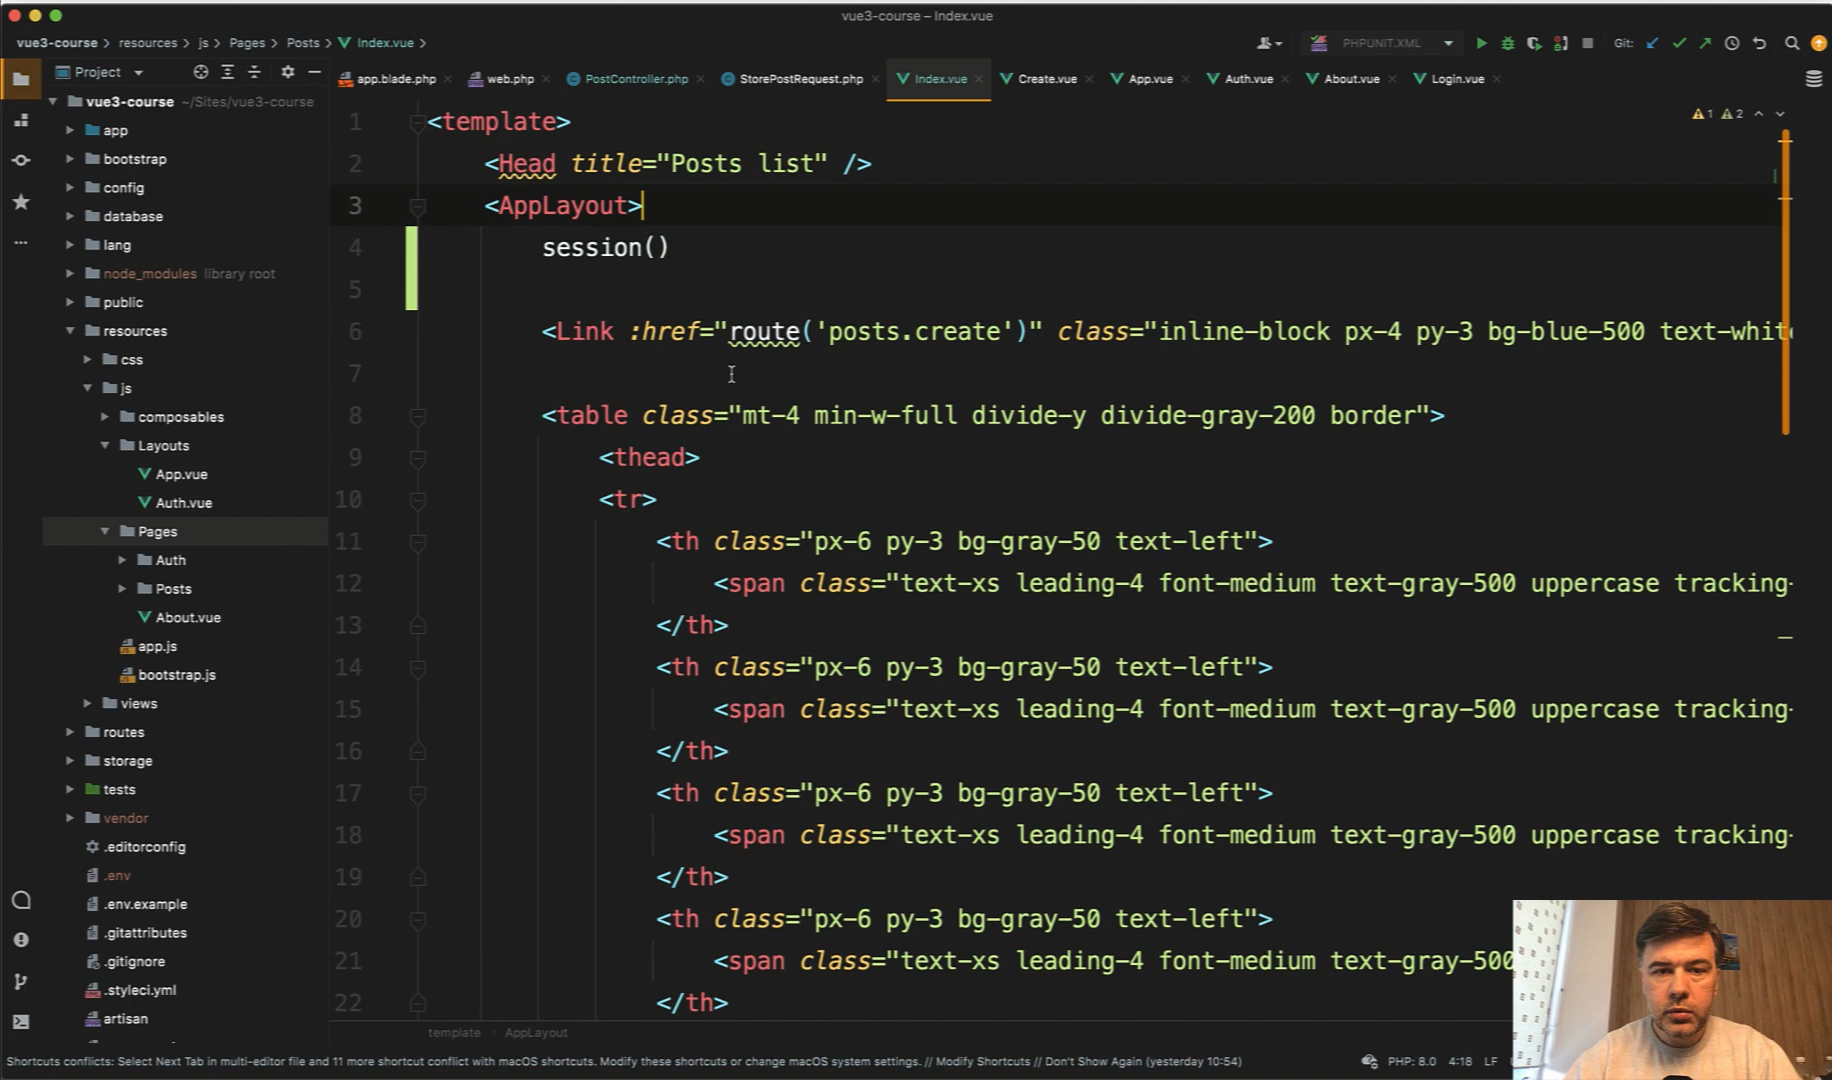 vue3-course – Index.vue
vue3-course > resources > js > Pages > Posts > Index.vue >
PHPUNIT.XML
Git:
Project
app.blade.php
web.php
PostController.php
StorePostRequest.php
Index.vue
Create.vue
App.vue
Auth.vue
About.vue
Login.vue
vue3-course ~/Sites/vue3-course
app
bootstrap
config
database
lang
node_modules library root
public
resources
css
js
composables
Layouts
App.vue
Auth.vue
Pages
Auth
Posts
About.vue
app.js
bootstrap.js
views
routes
storage
tests
vendor
.editorconfig
.env
.env.example
.gitattributes
.gitignore
.styleci.yml
artisan
1 2
1 <template>
2 <Head title="Posts list" />
3 <AppLayout>
4 session()
5
6 <Link :href="route('posts.create')" class="inline-block px-4 py-3 bg-blue-500 text-white
7
8 <table class="mt-4 min-w-full divide-y divide-gray-200 border">
9 <thead>
10 <tr>
11 <th class="px-6 py-3 bg-gray-50 text-left">
12 <span class="text-xs leading-4 font-medium text-gray-500 uppercase tracking-
13 </th>
14 <th class="px-6 py-3 bg-gray-50 text-left">
15 <span class="text-xs leading-4 font-medium text-gray-500 uppercase tracking-
16 </th>
17 <th class="px-6 py-3 bg-gray-50 text-left">
18 <span class="text-xs leading-4 font-medium text-gray-500 uppercase tracking-
19 </th>
20 <th class="px-6 py-3 bg-gray-50 text-left">
21 <span class="text-xs leading-4 font-medium text-gray-500
22 </th>
template > AppLayout
Shortcuts conflicts: Select Next Tab in multi-editor file and 11 more shortcut conflict with macOS shortcuts. Modify these shortcuts or change macOS system settings. // Modify Shortcuts // Don't Show Again (yesterday 10:54)
PHP: 8.0 4:18 LF